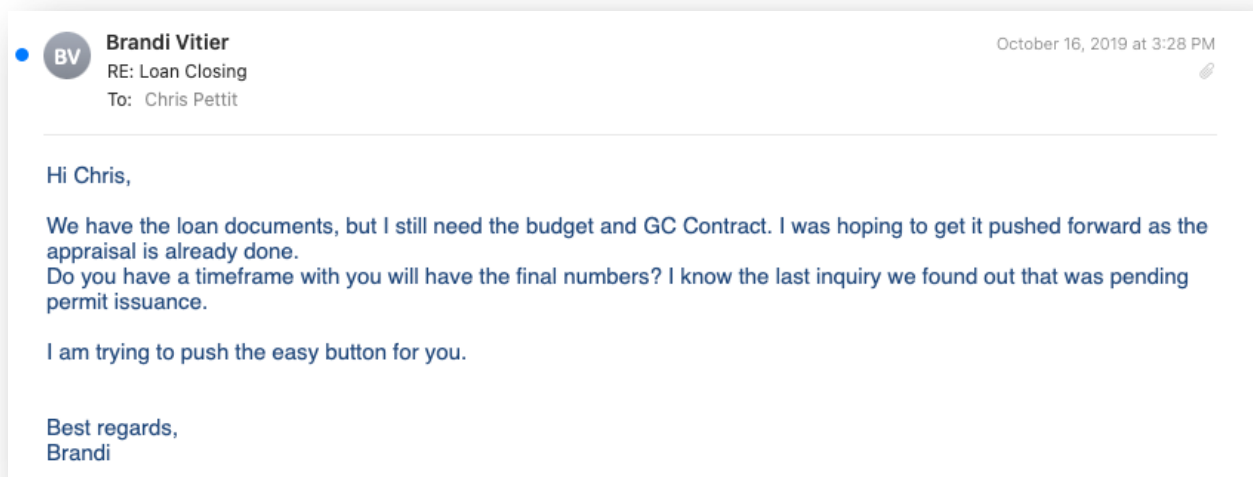 BV
Brandi Vitier
October 16, 2019 at 3:28 PM
RE: Loan Closing
To: Chris Pettit
Hi Chris,
We have the loan documents, but I still need the budget and GC Contract. I was hoping to get it pushed forward as the
appraisal is already done.
Do you have a timeframe with you will have the final numbers? I know the last inquiry we found out that was pending
permit issuance.
I am trying to push the easy button for you.
Best regards,
Brandi